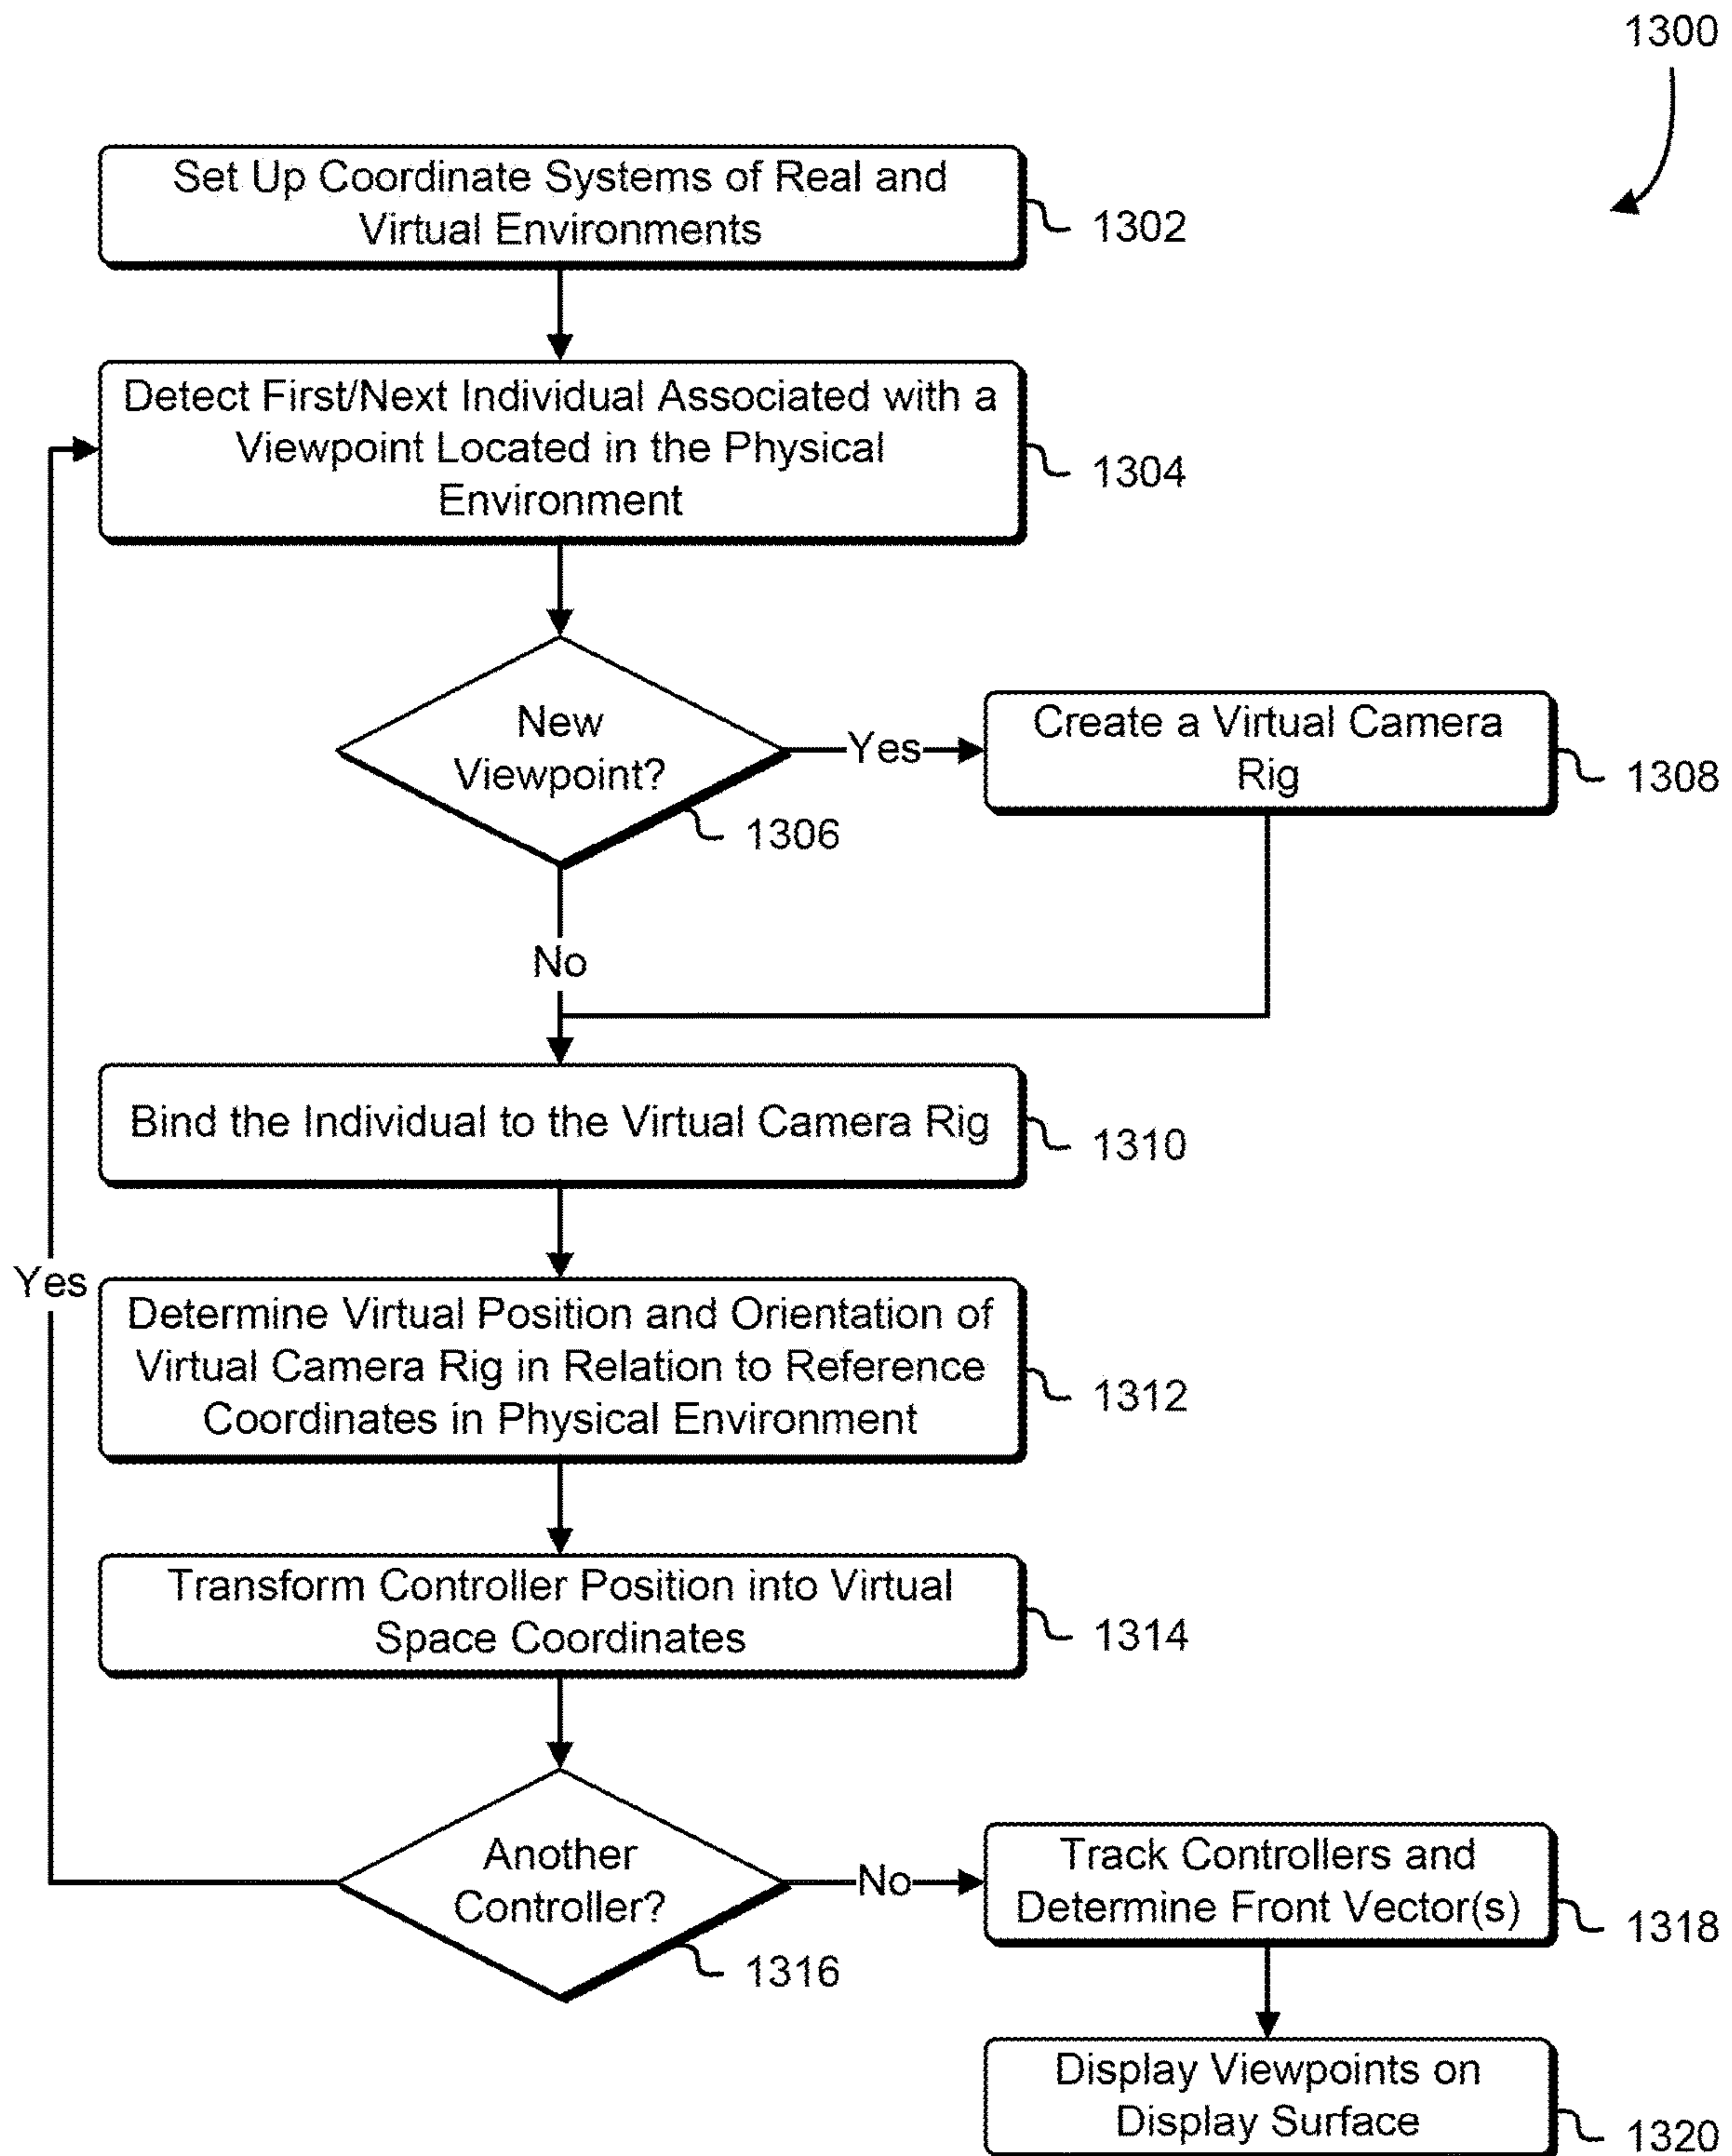 1300
Set Up Coordinate Systems of Real and
Virtual Environments
1302
Detect First/Next Individual Associated with a
Viewpoint Located in the Physical
Environment
1304
New
Viewpoint?
1306
Yes
Create a Virtual Camera
Rig
1308
No
Bind the Individual to the Virtual Camera Rig
1310
Yes
Determine Virtual Position and Orientation of
Virtual Camera Rig in Relation to Reference
Coordinates in Physical Environment
1312
Transform Controller Position into Virtual
Space Coordinates
1314
Another
Controller?
1316
No
Track Controllers and
Determine Front Vector(s)
1318
Display Viewpoints on
Display Surface
1320